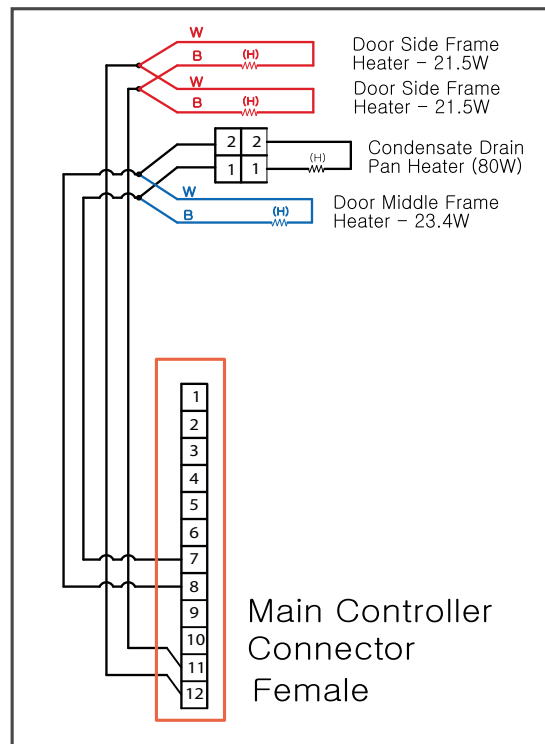 W
B (H)
Door Side Frame
Heater - 21.5W
W
B (H)
Door Side Frame
Heater - 21.5W
2 2
1 1
(H)
Condensate Drain
Pan Heater (80W)
W
B (H)
Door Middle Frame
Heater - 23.4W
1
2
3
4
5
6
7
8
9
10
11
12
Main Controller
Connector
Female